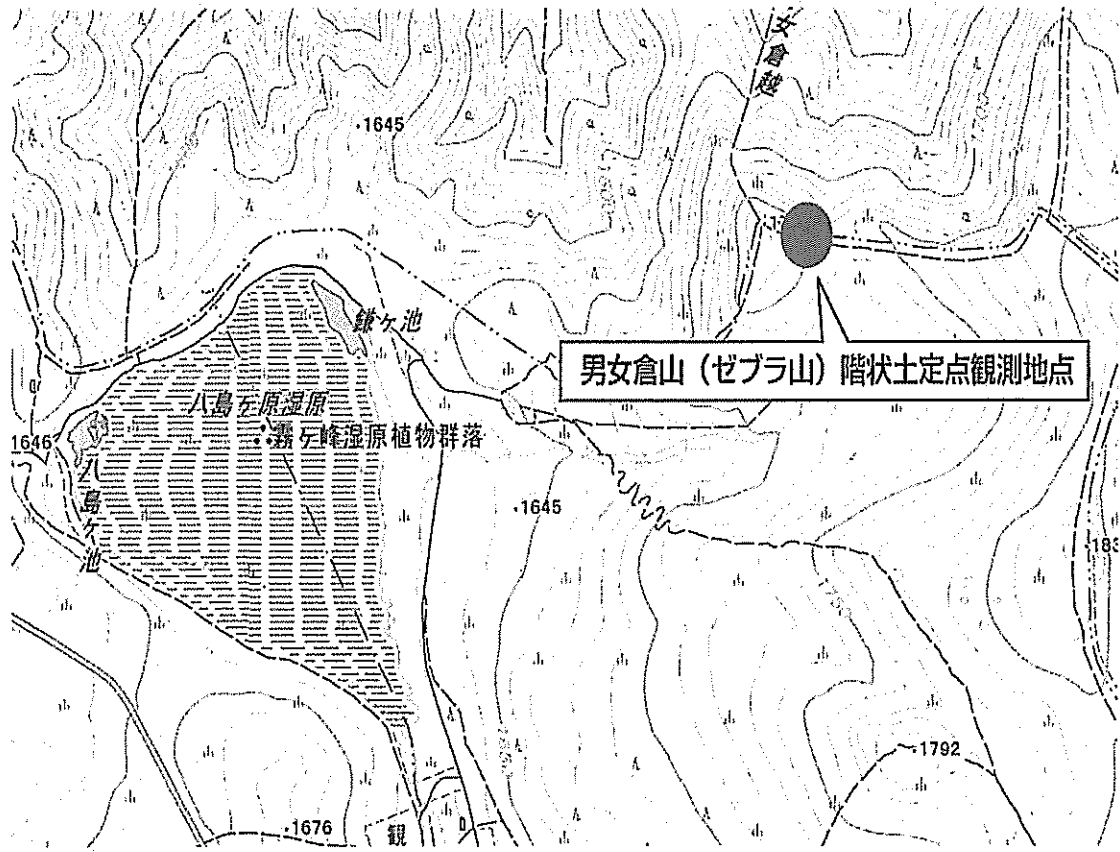 女倉越
1645
鎌ヶ池
男女倉山（ゼブラ山）階状土定点観測地点
八島ヶ原湿原
霧ヶ峰湿原植物群落
1646
八島ヶ池
1645
1792
1676
観